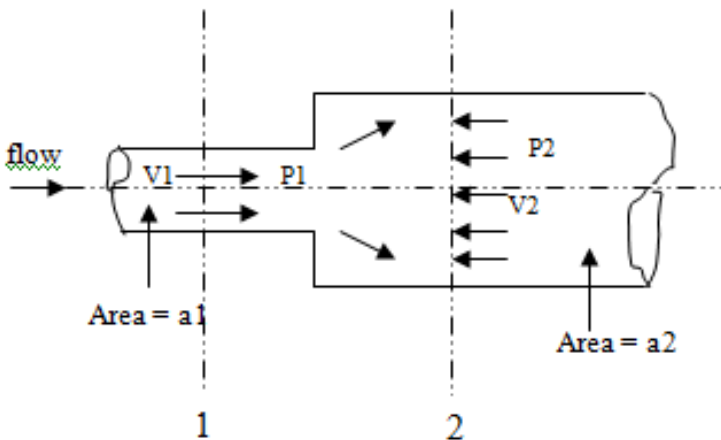 flow
V1
P1
P2
V2
Area = a1
Area = a2
1
2